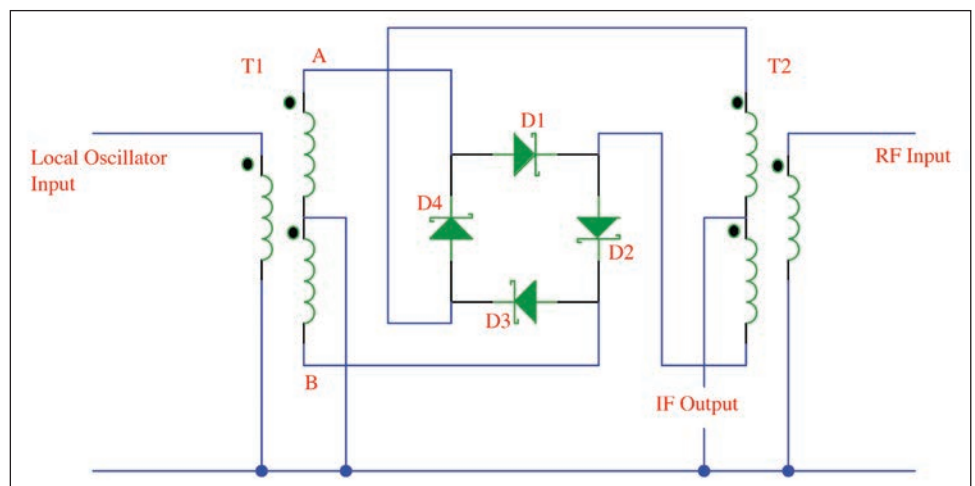 A
T1
T2
D1
Local Oscillator
Input
RF Input
D4
D2
D3
B
IF Output